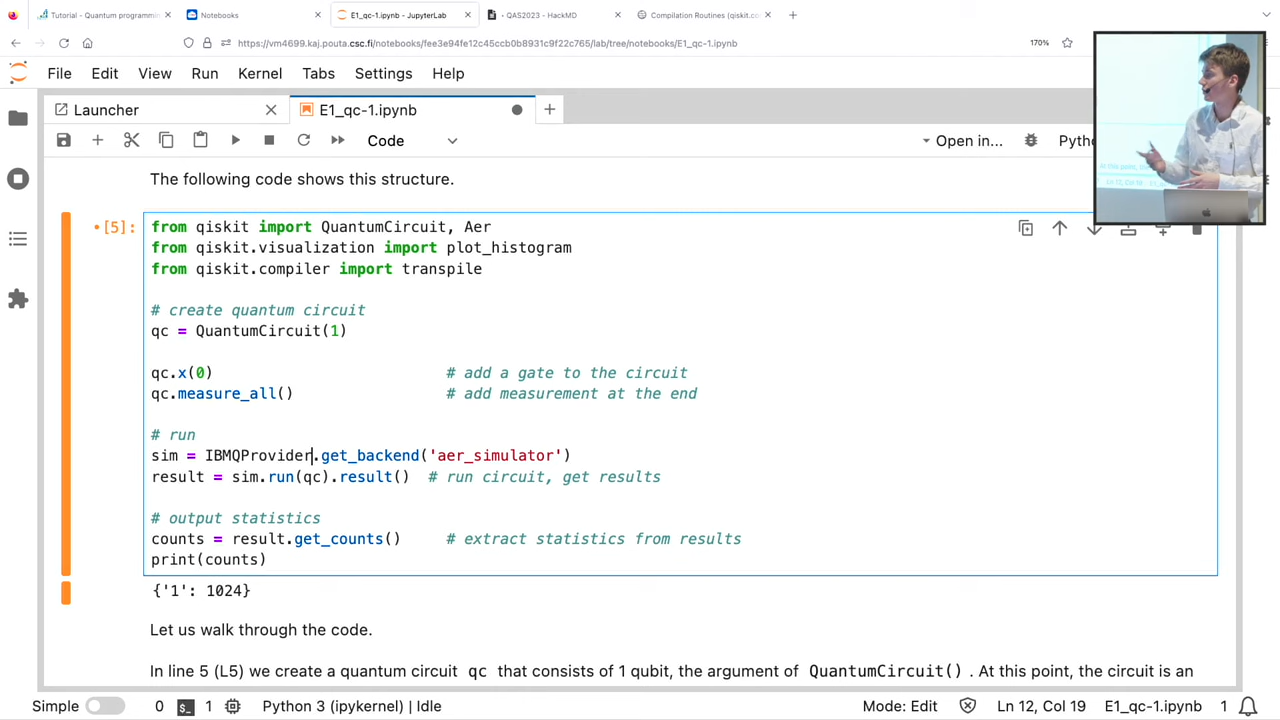 Tutorial - Quantum programmin
Notebooks
E1_qc-1.ipynb - JupyterLab
- QAS2023 - HackMD
Compilation Routines (qiskit.co
https://vm4699.kaj.pouta.csc.fi/notebooks/fee3e94fe12c45ccb0b8931c9f22c765/lab/tree/notebooks/E1_qc-1.ipynb
170%
File Edit View Run Kernel Tabs Settings Help
Launcher
E1_qc-1.ipynb
Code
Open in...
Pytho
The following code shows this structure.
[5]:
from qiskit import QuantumCircuit, Aer
from qiskit.visualization import plot_histogram
from qiskit.compiler import transpile
# create quantum circuit
qc = QuantumCircuit(1)
qc.x(0) # add a gate to the circuit
qc.measure_all() # add measurement at the end
# run
sim = IBMQProvider.get_backend('aer_simulator')
result = sim.run(qc).result() # run circuit, get results
# output statistics
counts = result.get_counts() # extract statistics from results
print(counts)
{'1': 1024}
Let us walk through the code.
In line 5 (L5) we create a quantum circuit qc that consists of 1 qubit, the argument of QuantumCircuit() . At this point, the circuit is an
Simple 0 1 Python 3 (ipykernel) | Idle Mode: Edit Ln 12, Col 19 E1_qc-1.ipynb 1